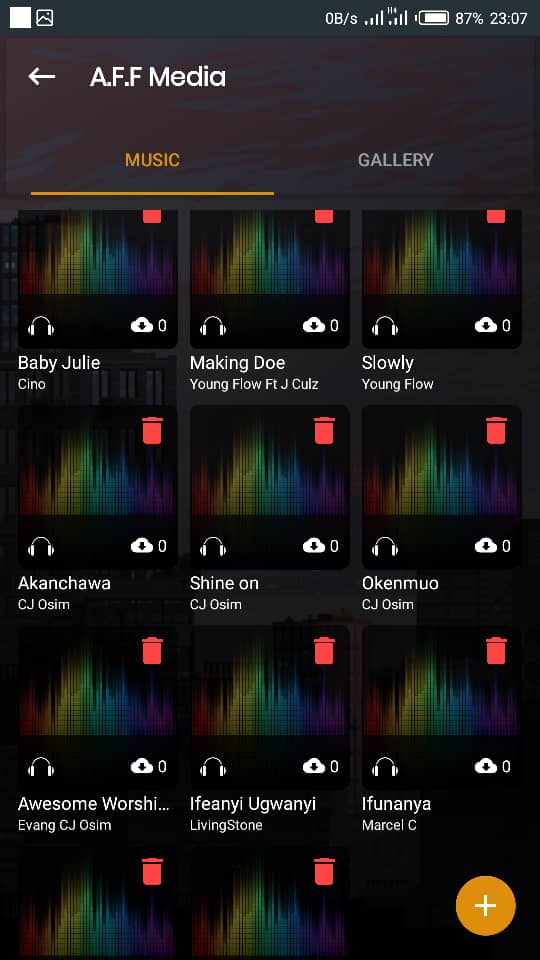 0B/s H+ 87% 23:07
A.F.F Media
MUSIC GALLERY
0 0 0
Baby Julie Making Doe Slowly
Cino Young Flow Ft J Culz Young Flow
0 0 0
Akanchawa Shine on Okenmuo
CJ Osim CJ Osim CJ Osim
0 0 0
Awesome Worshi... Ifeanyi Ugwanyi Ifunanya
Evang CJ Osim LivingStone Marcel C